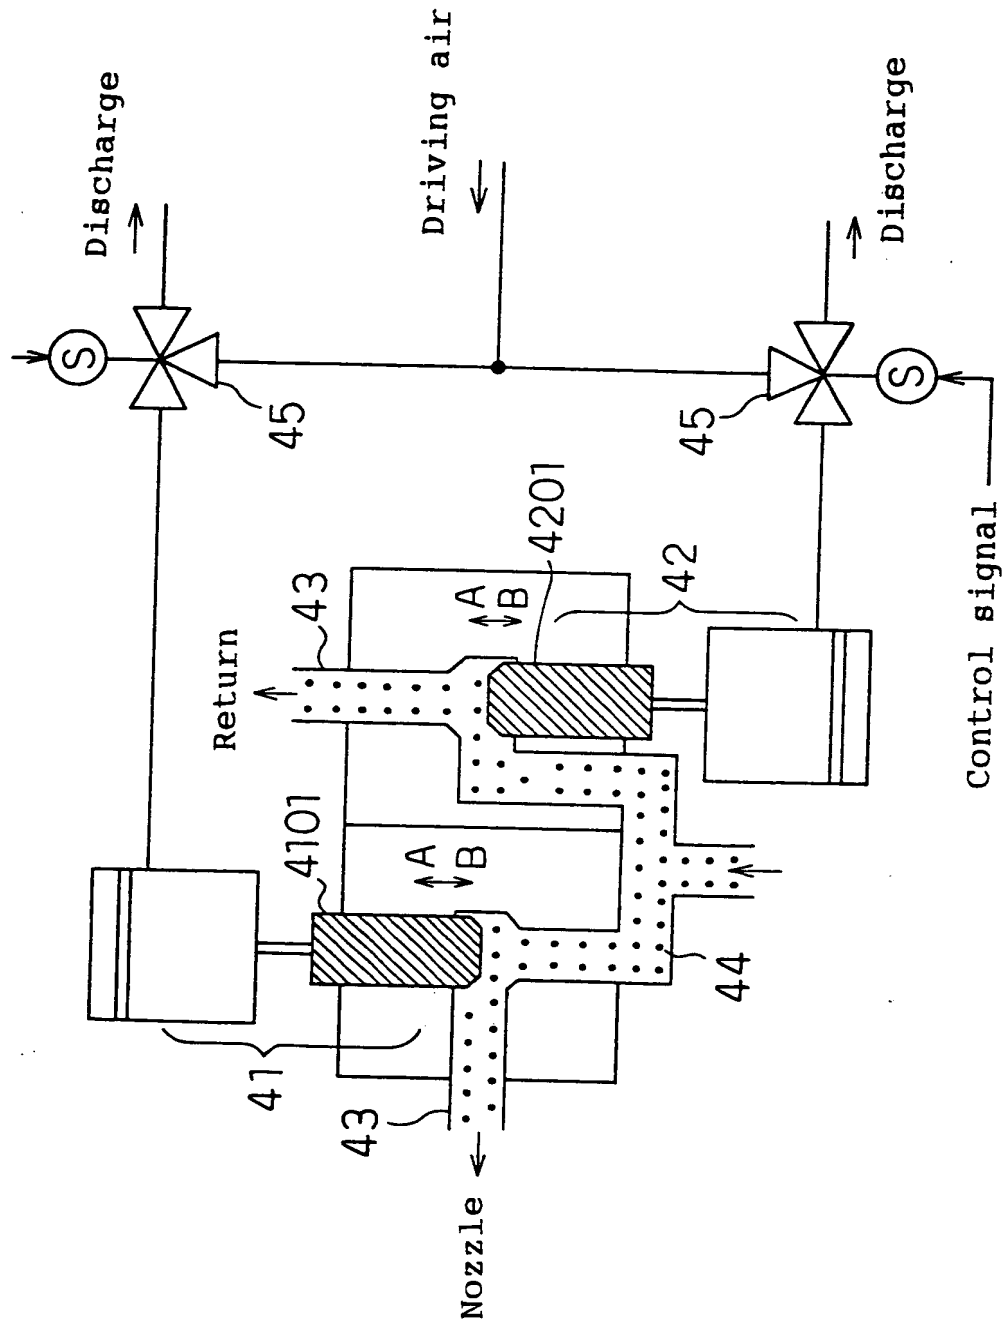 Discharge
Driving air
Discharge
S
S
45
45
4201
43
42
Return
A
B
Control signal
4101
A
B
44
41
43
Nozzle